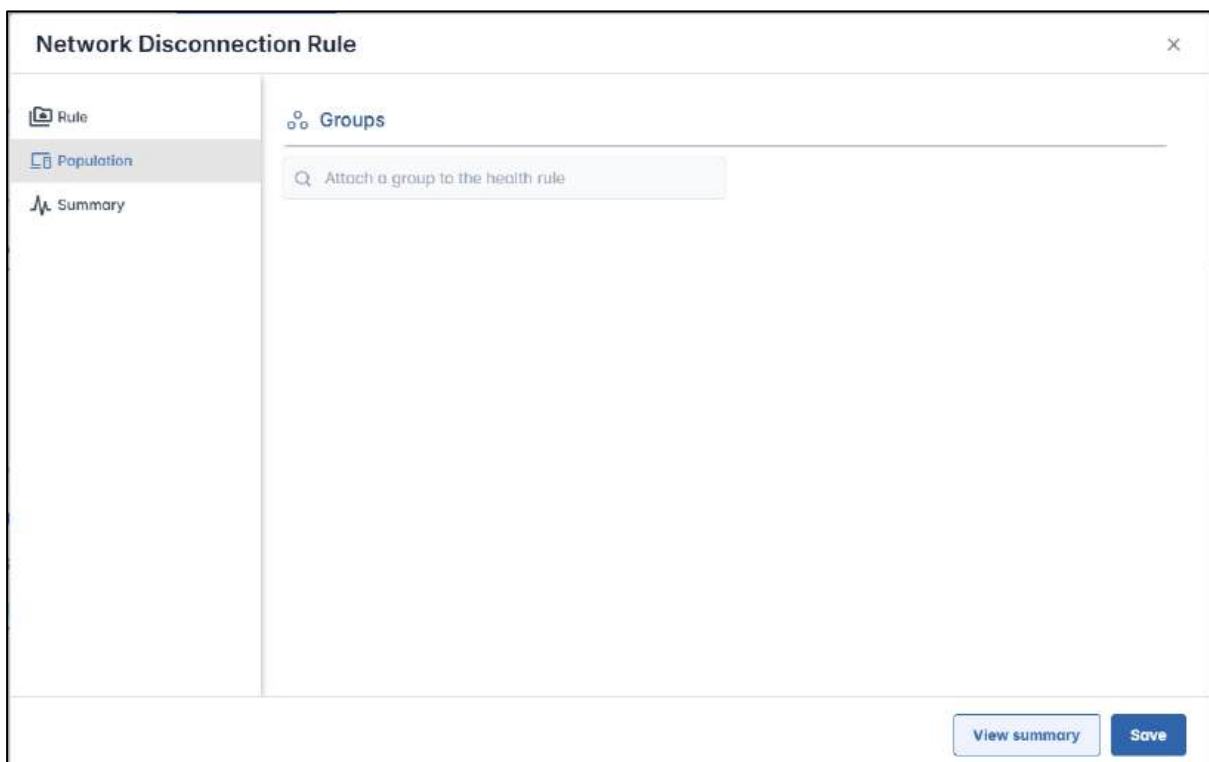 Network Disconnection Rule
Rule
Groups
Population
Attach a group to the health rule
Summary
View summary
Save